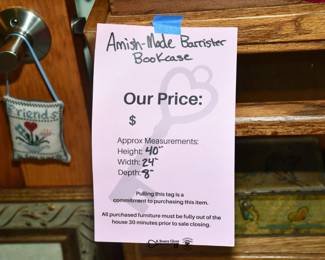 Amish-Made Barrister
Bookcase
Our Price:
$
Approx Measurements:
Height: 40"
Width: 24"
Depth: 8"
Pulling this tag is a
commitment to purchasing this item.
All purchased furniture must be fully out of the
house 30 minutes prior to sale closing.
Friends